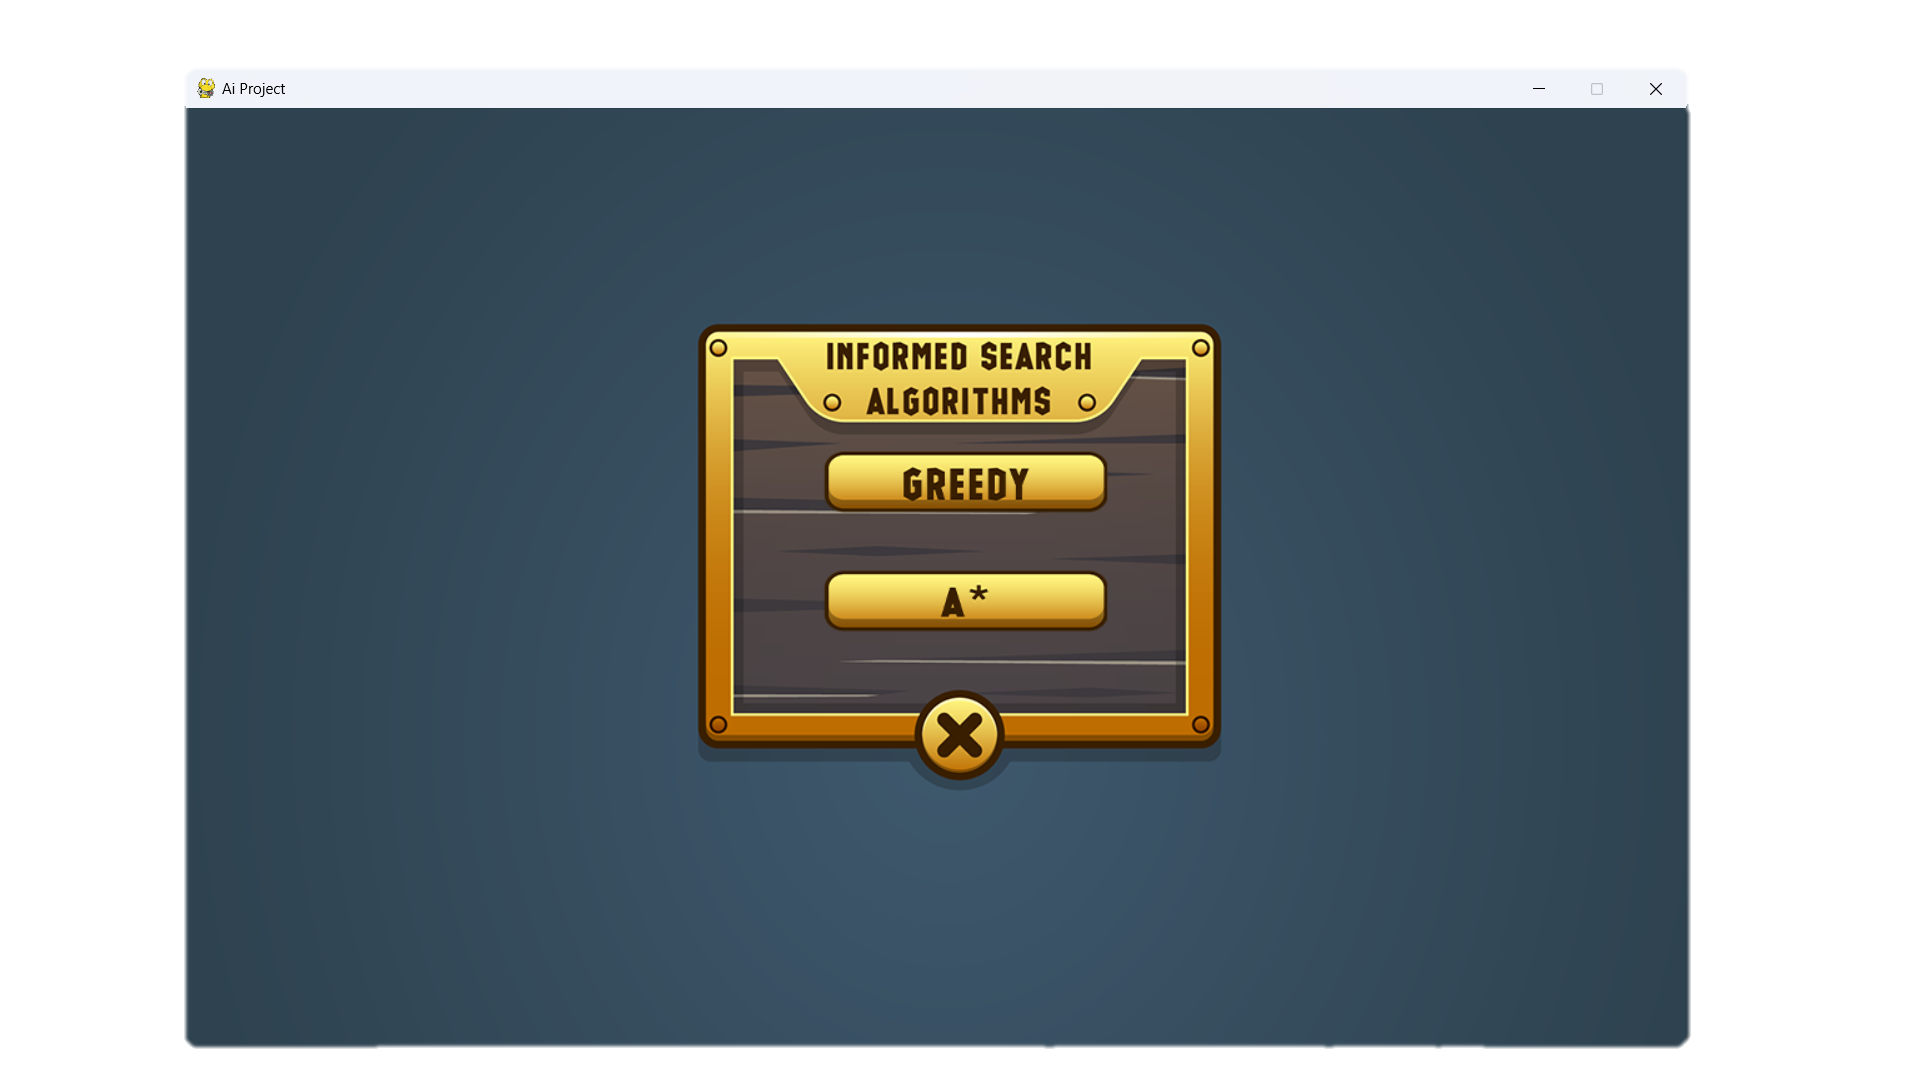 Ai Project
INFORMED SEARCH
ALGORITHMS
GREEDY
A*